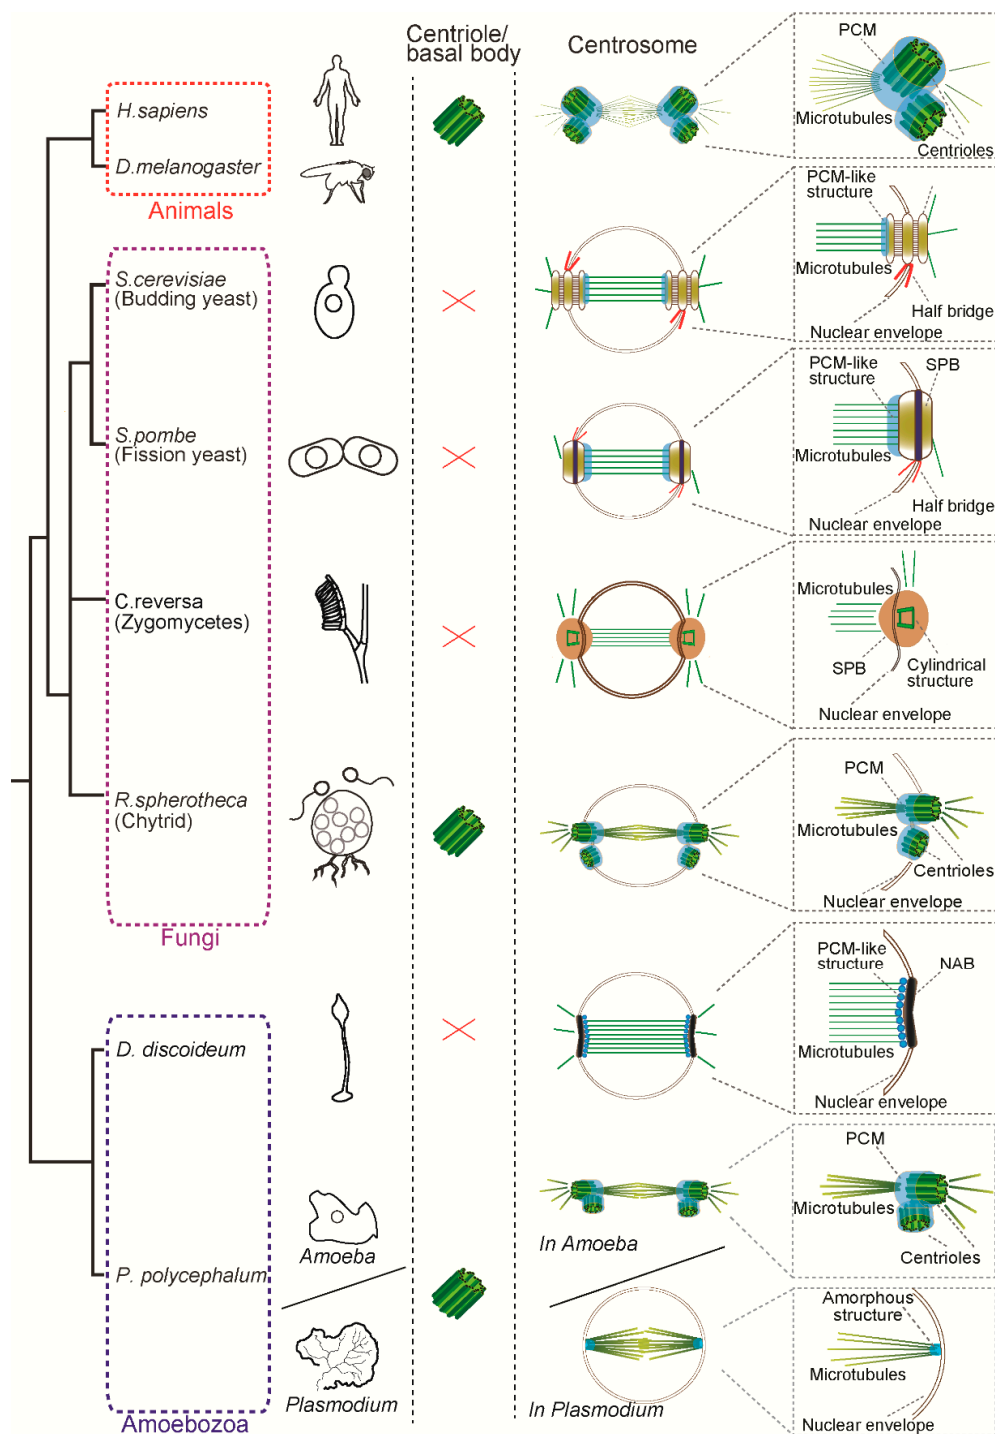 Centriole/
basal body
Centrosome
PCM
Microtubules
Centrioles
H.sapiens
D.melanogaster
Animals
PCM-like
structure
Microtubules
Half bridge
Nuclear envelope
S.cerevisiae
(Budding yeast)
PCM-like
structure
SPB
Microtubules
Half bridge
Nuclear envelope
S.pombe
(Fission yeast)
Microtubules
SPB
Cylindrical
structure
Nuclear envelope
C.reversa
(Zygomycetes)
PCM
Microtubules
Centrioles
Nuclear envelope
R.spherotheca
(Chytrid)
Fungi
PCM-like
structure
NAB
Microtubules
Nuclear envelope
D. discoideum
PCM
Microtubules
Centrioles
Amoeba
In Amoeba
P. polycephalum
Amorphous
structure
Microtubules
Nuclear envelope
Plasmodium
In Plasmodium
Amoebozoa